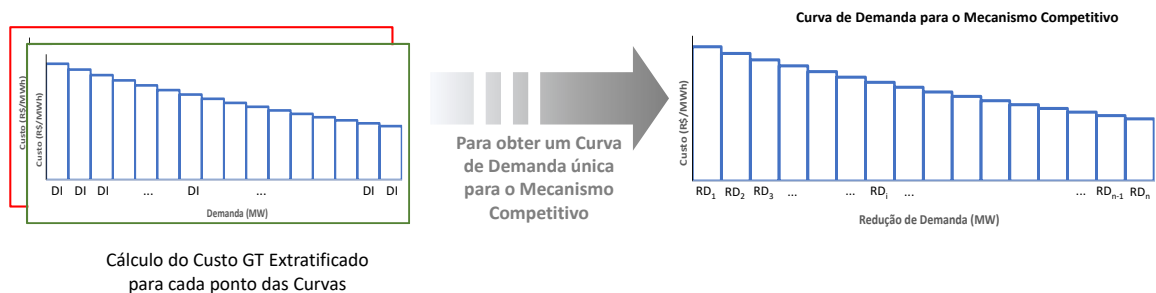 Custo (R$/MWh)
Custo (R$/MWh)
DI DI DI ... DI ... DI DI
Demanda (MW)
Cálculo do Custo GT Extratificado
para cada ponto das Curvas
Para obter um Curva
de Demanda única
para o Mecanismo
Competitivo
Curva de Demanda para o Mecanismo Competitivo
Custo (R$/MWh)
RD1 RD2 RD3 ... ... RDi ... ... RDn-1 RDn
Redução de Demanda (MW)